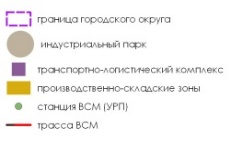 граница городского округа
индустриальный парк
транспортно-логистический комплекс
производственно-складские зоны
станция ВСМ (УРП)
трасса ВСМ